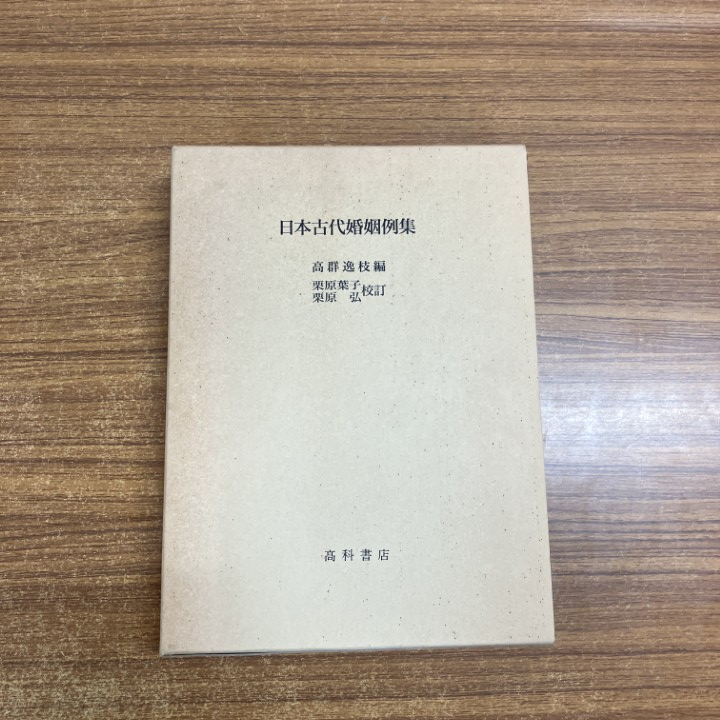 日本古代婚姻例集
高群逸枝編
栗原葉子
栗原 弘 校訂
高科書店